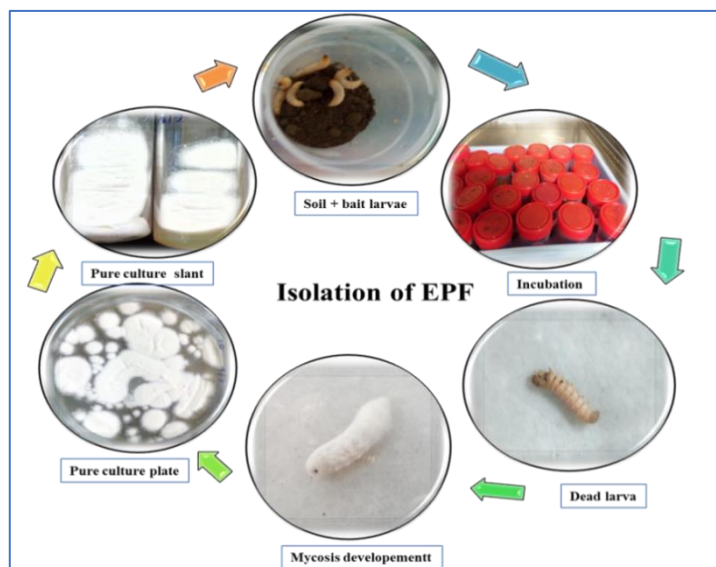 Soil + bait larvae
Incubation
Dead larva
Mycosis developementt
Pure culture plate
Pure culture slant
Isolation of EPF